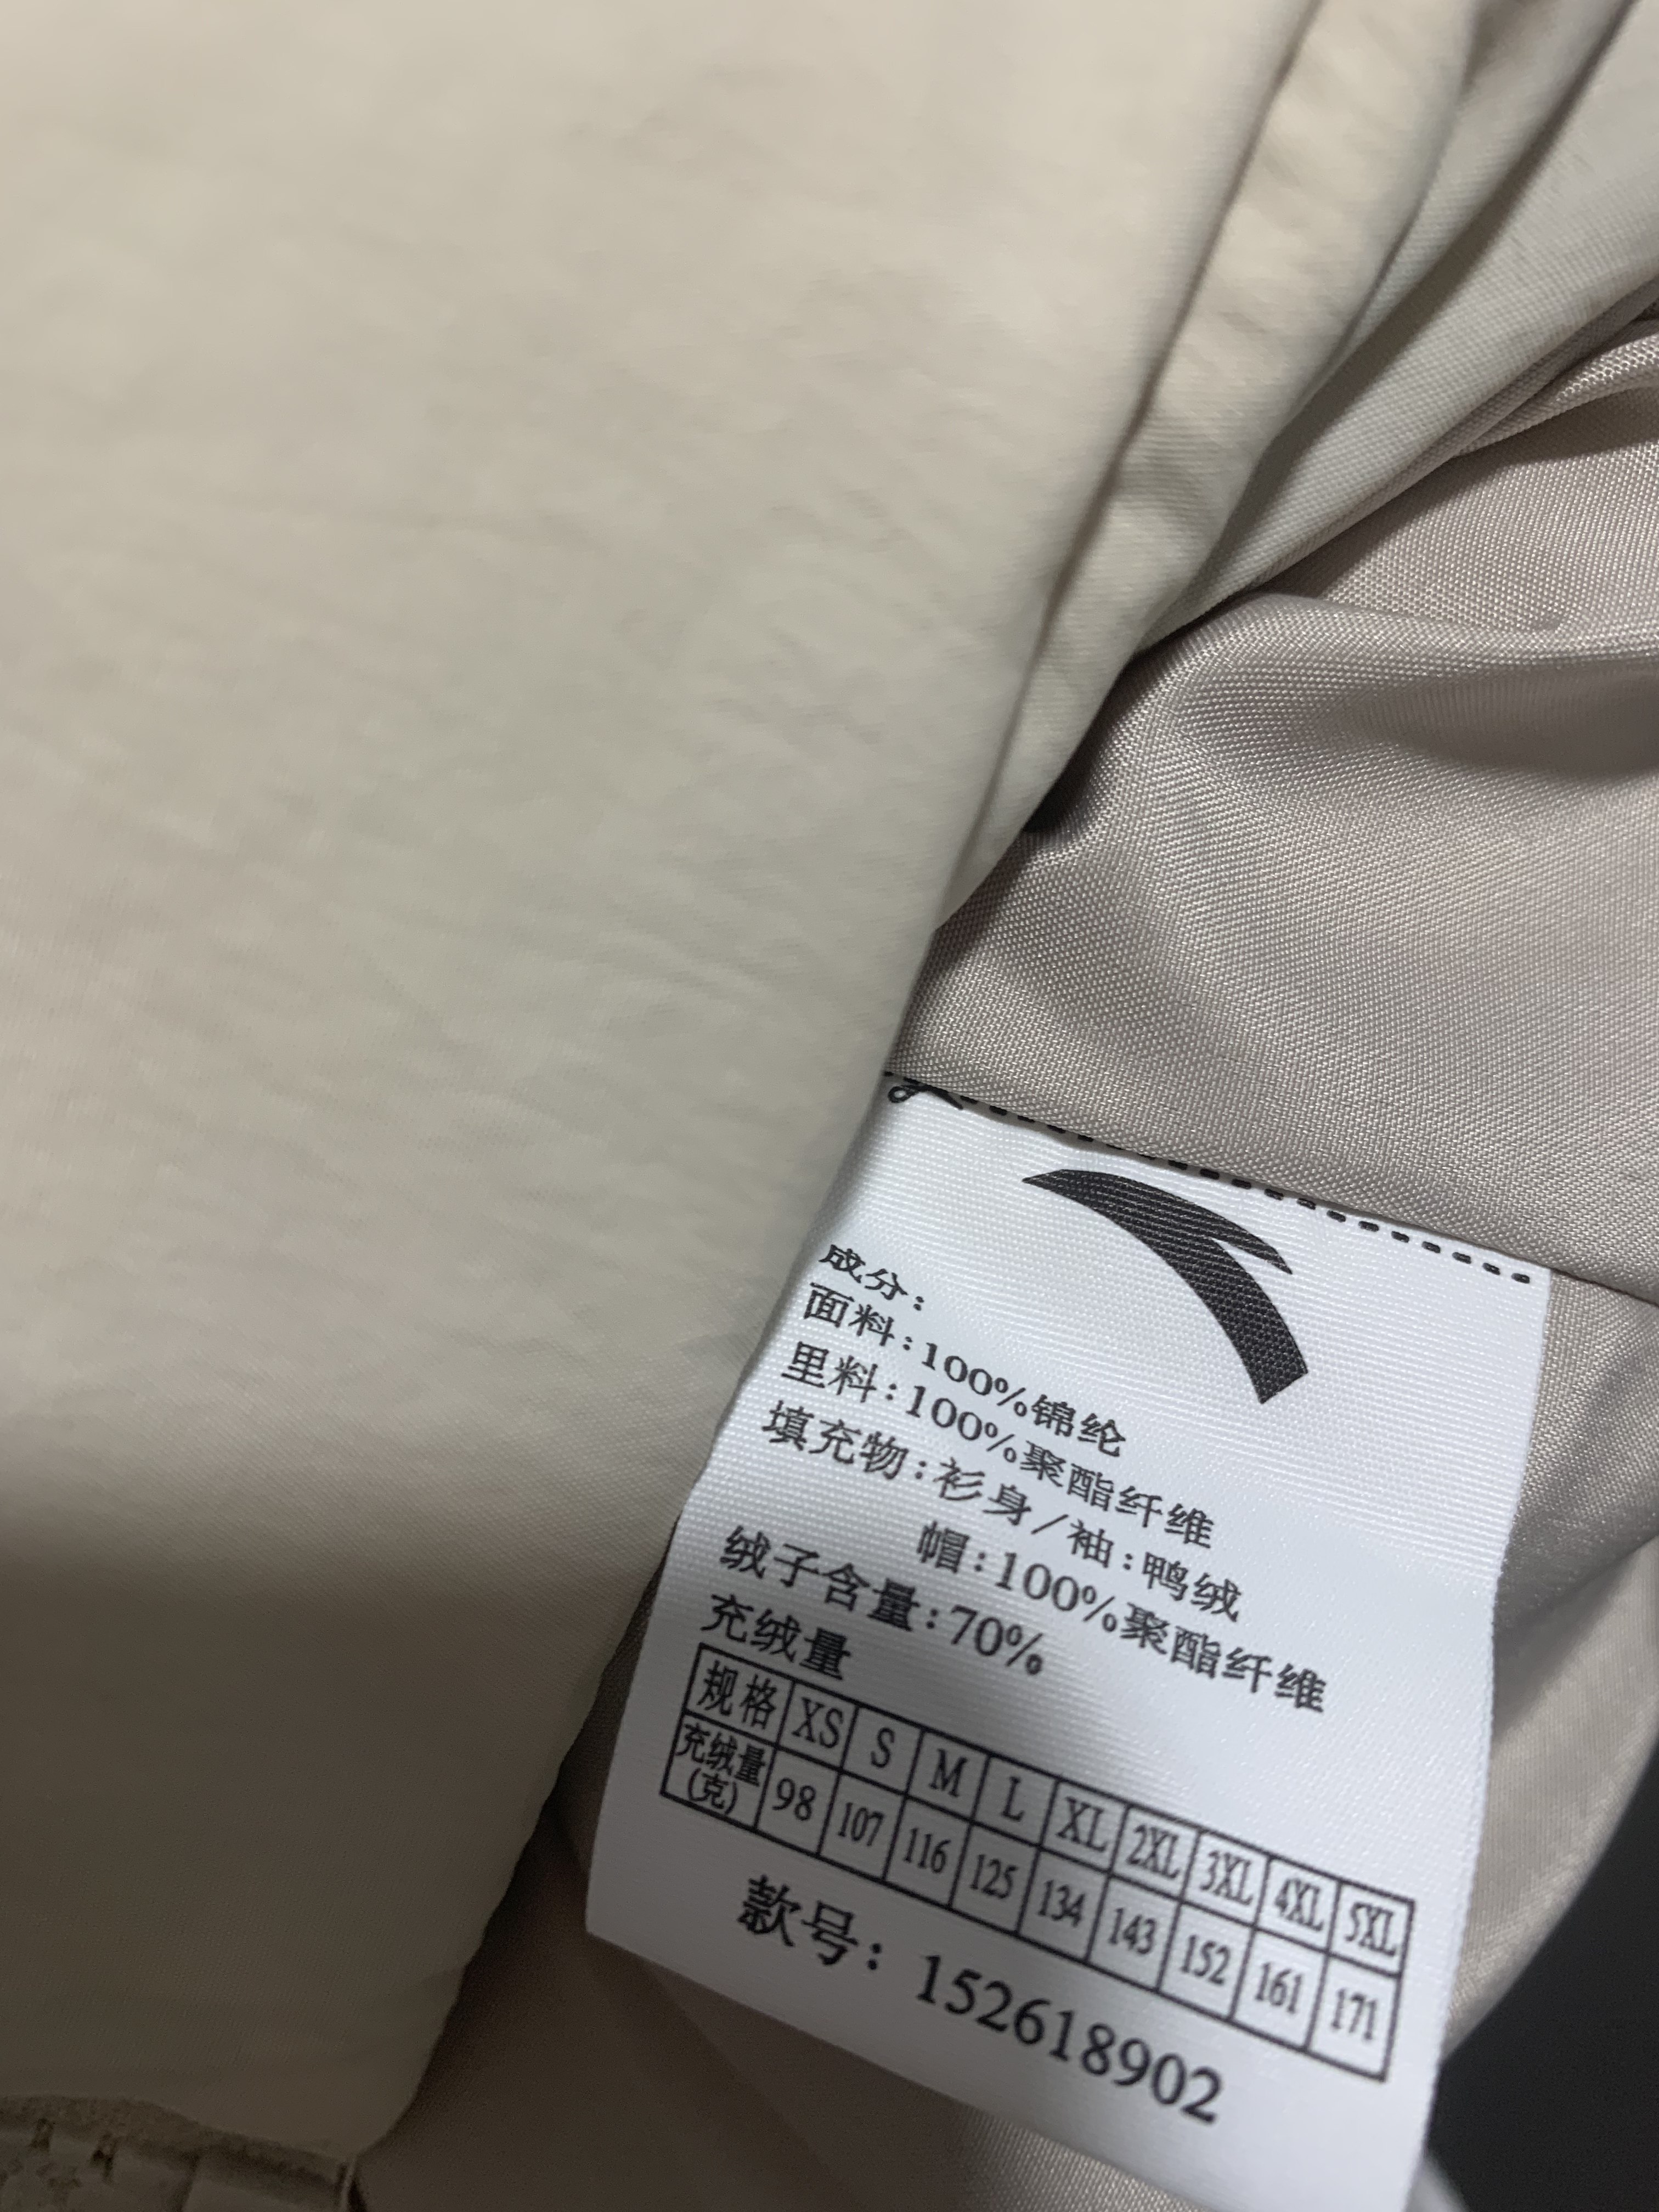 成分:
面料:100%锦纶
里料:100%聚酯纤维
填充物:衫身/袖:鸭绒
帽:100%聚酯纤维
绒子含量:70%
充绒量
规格 XS S M L XL 2XL 3XL 4XL 5XL
充绒量(克) 98 107 116 125 134 143 152 161 171
款号: 152618902